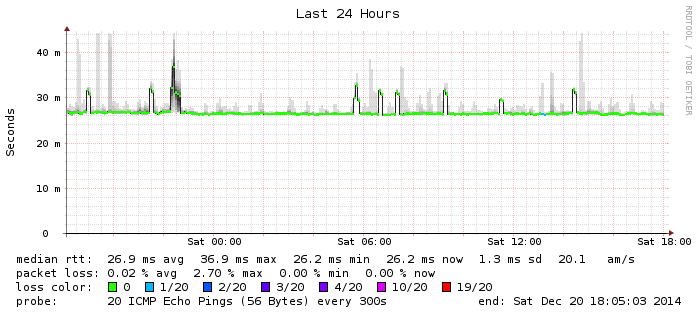 Last 24 Hours
RRDTOOL / TOBI OETIKER
Seconds
40 m
30 m
20 m
10 m
0
Sat 00:00 Sat 06:00 Sat 12:00 Sat 18:00
median rtt: 26.9 ms avg 36.9 ms max 26.2 ms min 26.2 ms now 1.3 ms sd 20.1 am/s
packet loss: 0.02 % avg 2.70 % max 0.00 % min 0.00 % now
loss color: 0 1/20 2/20 3/20 4/20 10/20 19/20
probe: 20 ICMP Echo Pings (56 Bytes) every 300s end: Sat Dec 20 18:05:03 2014